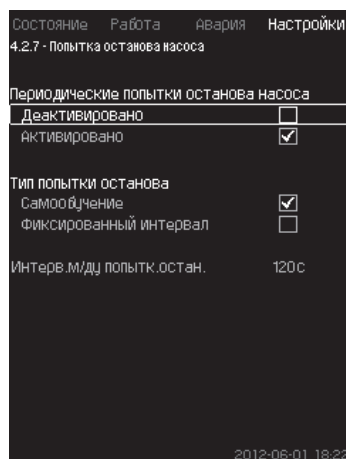 Состояние Работа Авария Настройки
4.2.7 - Попытка останова насоса
Периодические попытки останова насоса
Деактивировано
Активировано
Тип попытки останова
Самообучение
Фиксированный интервал
Интерв.м/ду попытк.остан. 120с
2012-06-01 18:22